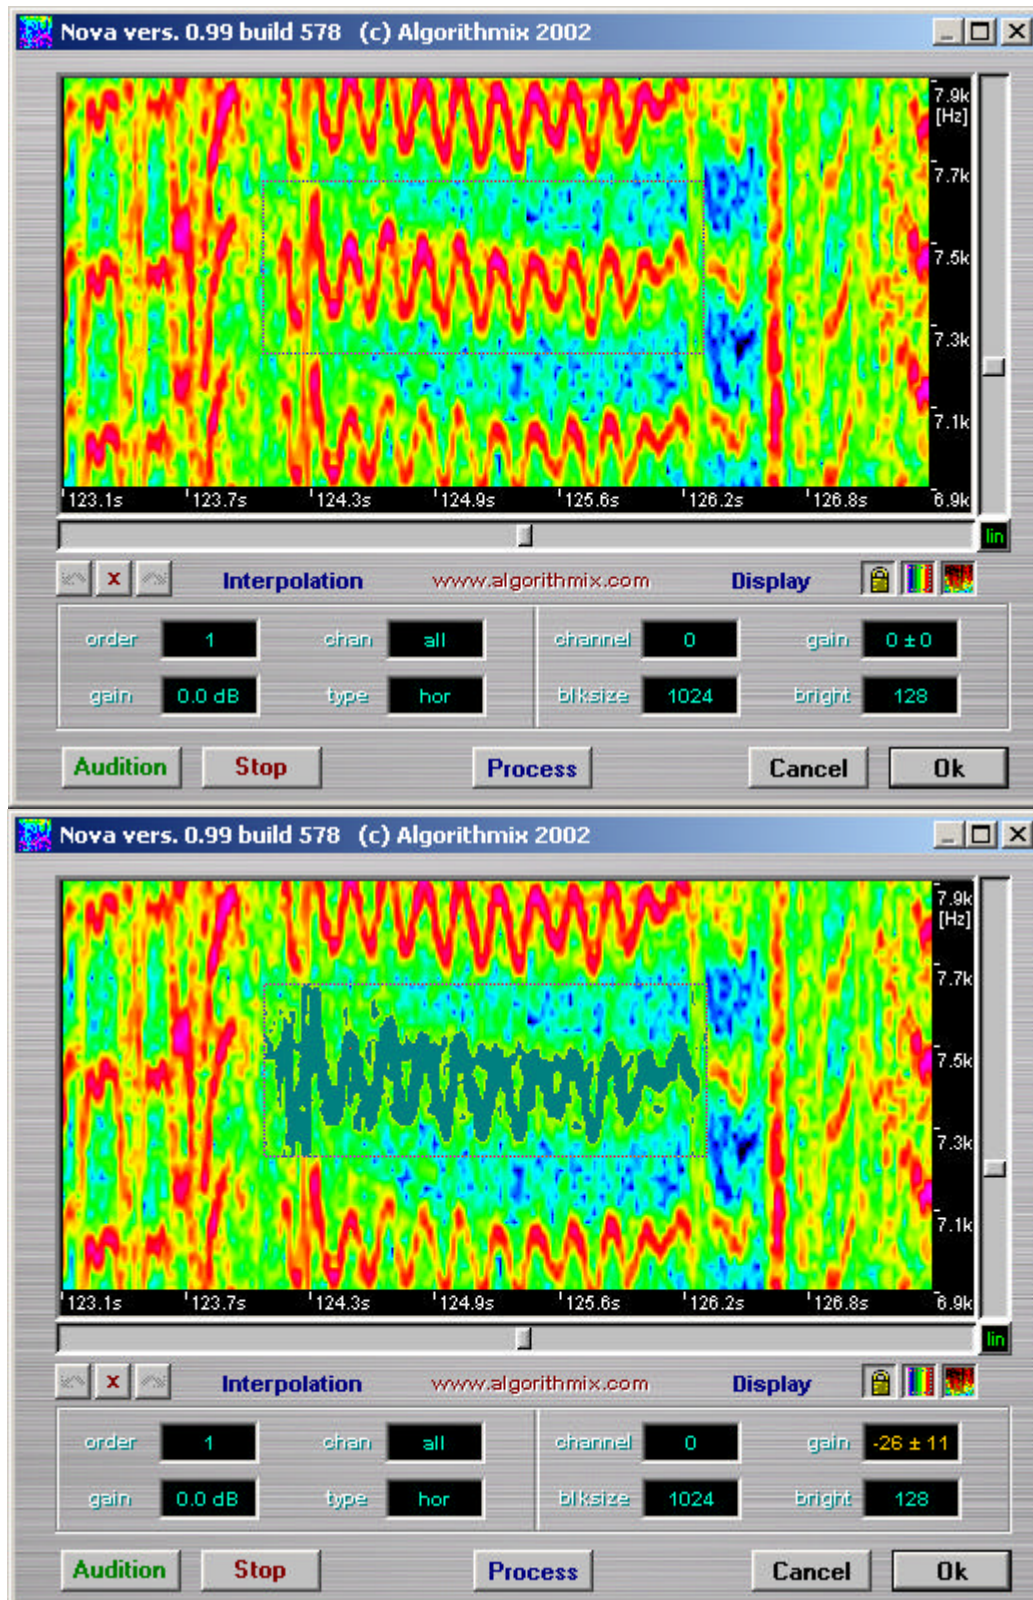 Nova vers. 0.99 build 578 (c) Algorithmix 2002
7.9k
[Hz]
7.7k
7.5k
7.3k
7.1k
123.1s 123.7s 124.3s 124.9s 125.6s 126.2s 126.8s 6.9k
lin
x Interpolation www.algorithmix.com Display
order 1 chan all channel 0 gain 0 ± 0
gain 0.0 dB type hor blksize 1024 bright 128
Audition Stop Process Cancel Ok
Nova vers. 0.99 build 578 (c) Algorithmix 2002
7.9k
[Hz]
7.7k
7.5k
7.3k
7.1k
123.1s 123.7s 124.3s 124.9s 125.6s 126.2s 126.8s 6.9k
lin
x Interpolation www.algorithmix.com Display
order 1 chan all channel 0 gain -26 ± 11
gain 0.0 dB type hor blksize 1024 bright 128
Audition Stop Process Cancel Ok